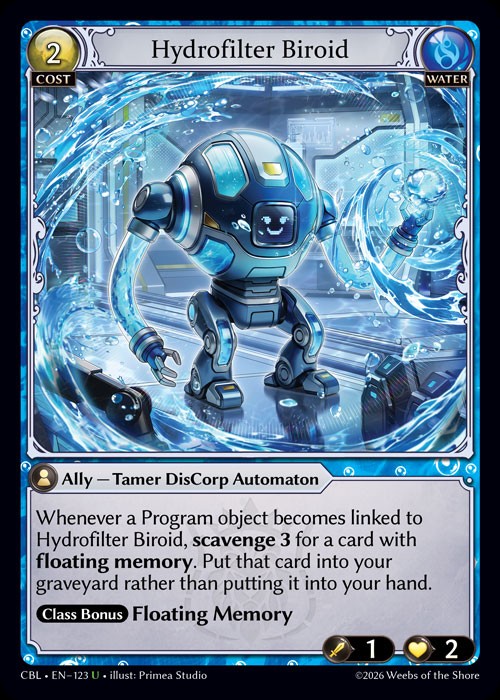 2
Hydrofilter Biroid
COST
WATER
Ally — Tamer DisCorp Automaton
Whenever a Program object becomes linked to
Hydrofilter Biroid, scavenge 3 for a card with
floating memory. Put that card into your
graveyard rather than putting it into your hand.
Class Bonus Floating Memory
1
2
CBL • EN–123 U • illust: Primea Studio
©2026 Weebs of the Shore